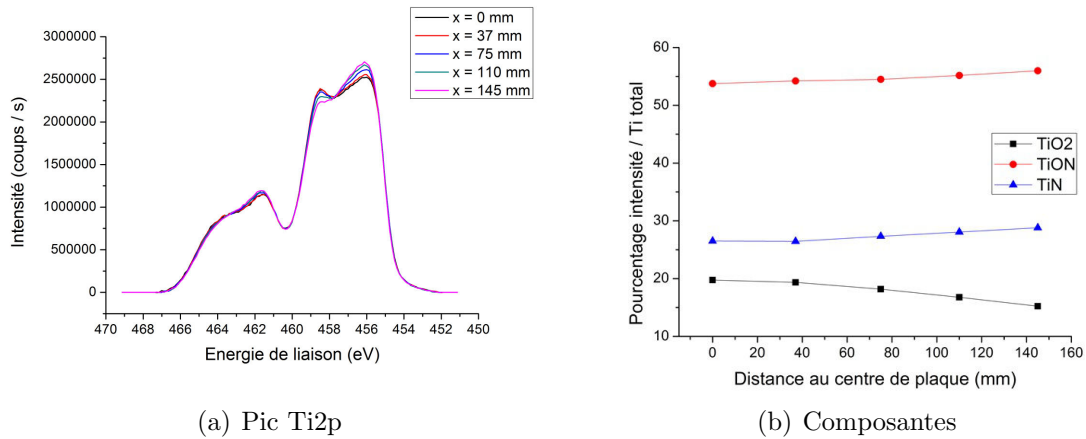 x = 0 mm
x = 37 mm
x = 75 mm
x = 110 mm
x = 145 mm
3000000
2500000
2000000
1500000
1000000
500000
0
Intensité (coups / s)
470 468 466 464 462 460 458 456 454 452 450
Energie de liaison (eV)
(a) Pic Ti2p
60
50
40
30
20
10
Pourcentage intensité / Ti total
TiO2
TiON
TiN
0 20 40 60 80 100 120 140 160
Distance au centre de plaque (mm)
(b) Composantes